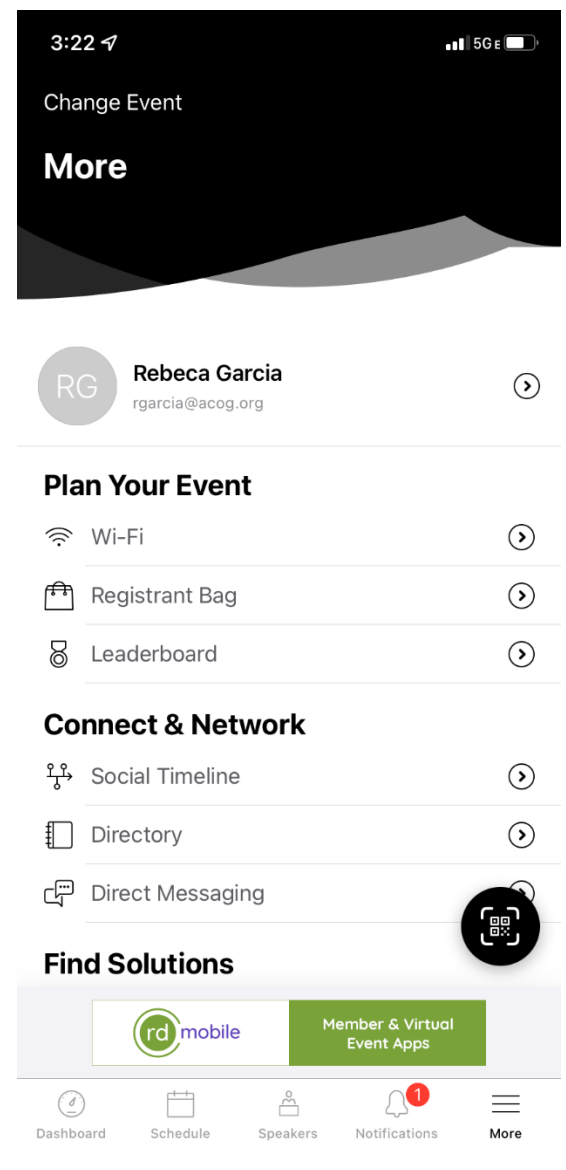 3:22
5G E
Change Event
More
RG
Rebeca Garcia
rgarcia@acog.org
Plan Your Event
Wi-Fi
Registrant Bag
Leaderboard
Connect & Network
Social Timeline
Directory
Direct Messaging
Find Solutions
rd mobile
Member & Virtual
Event Apps
1
Dashboard
Schedule
Speakers
Notifications
More